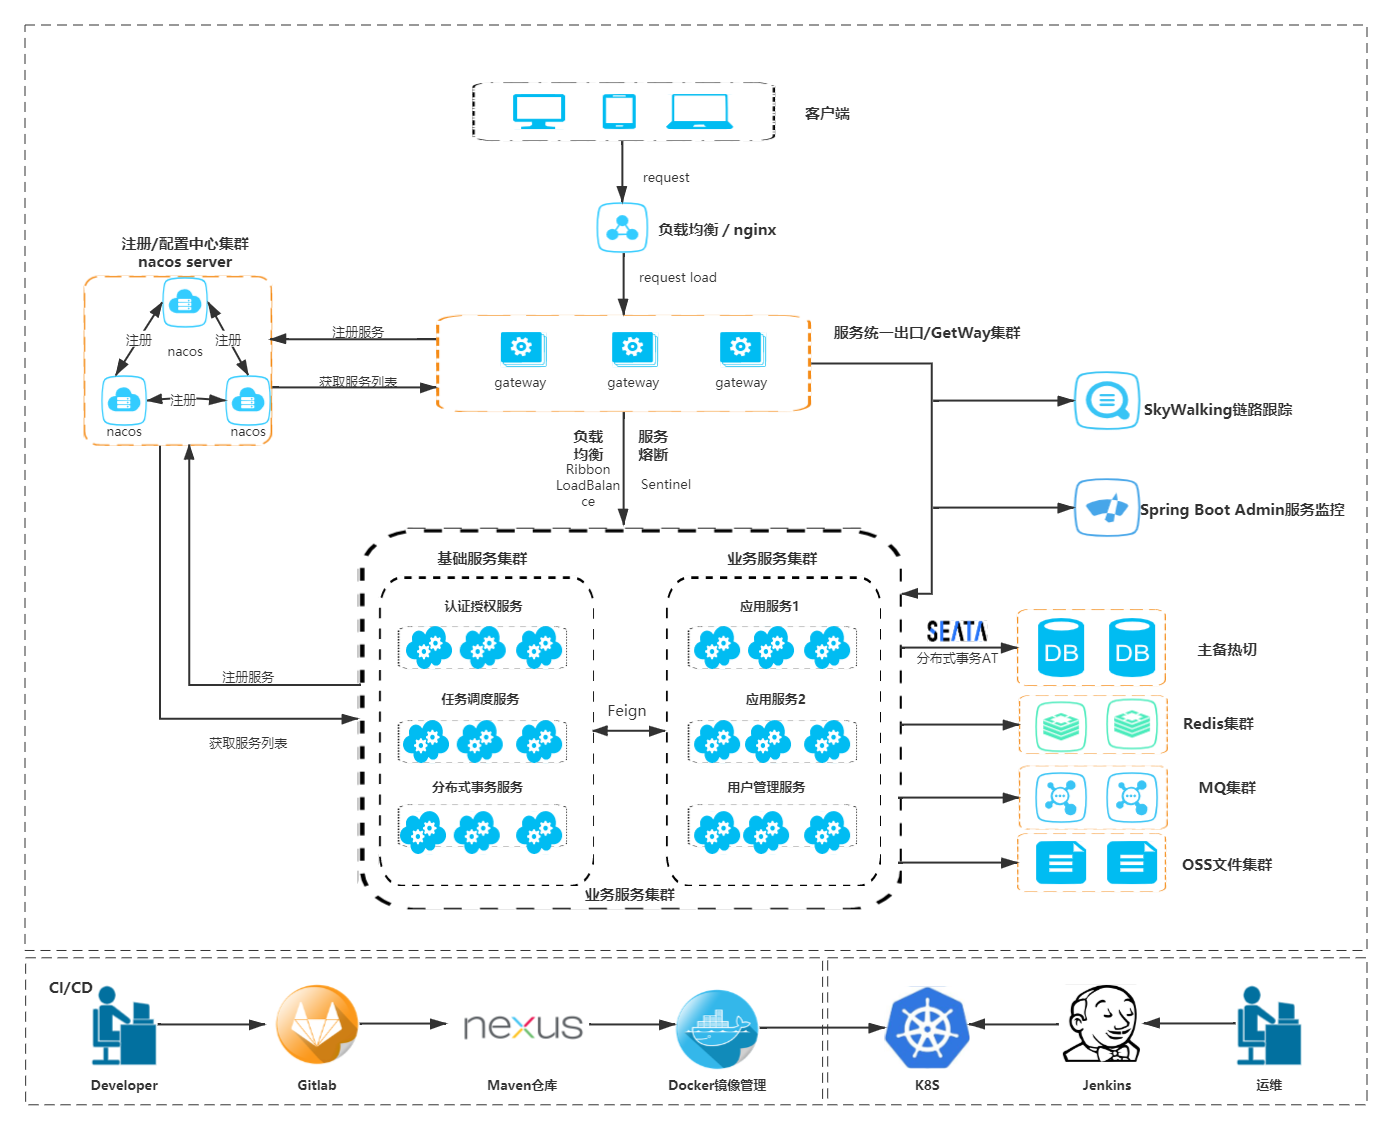 客户端
request
负载均衡 / nginx
注册/配置中心集群
nacos server
request load
注册
注册
nacos
注册
nacos
nacos
注册服务
获取服务列表
gateway
gateway
gateway
服务统一出口/GetWay集群
SkyWalking链路跟踪
Spring Boot Admin服务监控
负载
均衡
Ribbon
LoadBalan
ce
服务
熔断
Sentinel
基础服务集群
业务服务集群
认证授权服务
应用服务1
任务调度服务
应用服务2
Feign
分布式事务服务
用户管理服务
业务服务集群
注册服务
获取服务列表
SEATA
分布式事务AT
DB
DB
主备热切
Redis集群
MQ集群
OSS文件集群
CI/CD
nexus
Developer
Gitlab
Maven仓库
Docker镜像管理
K8S
Jenkins
运维